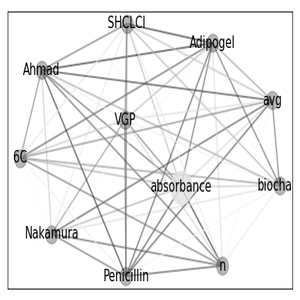 SHCLCI
Adipogel
Ahmad
avg
VGP
6C
absorbance
biocha
Nakamura
Penicillin
n